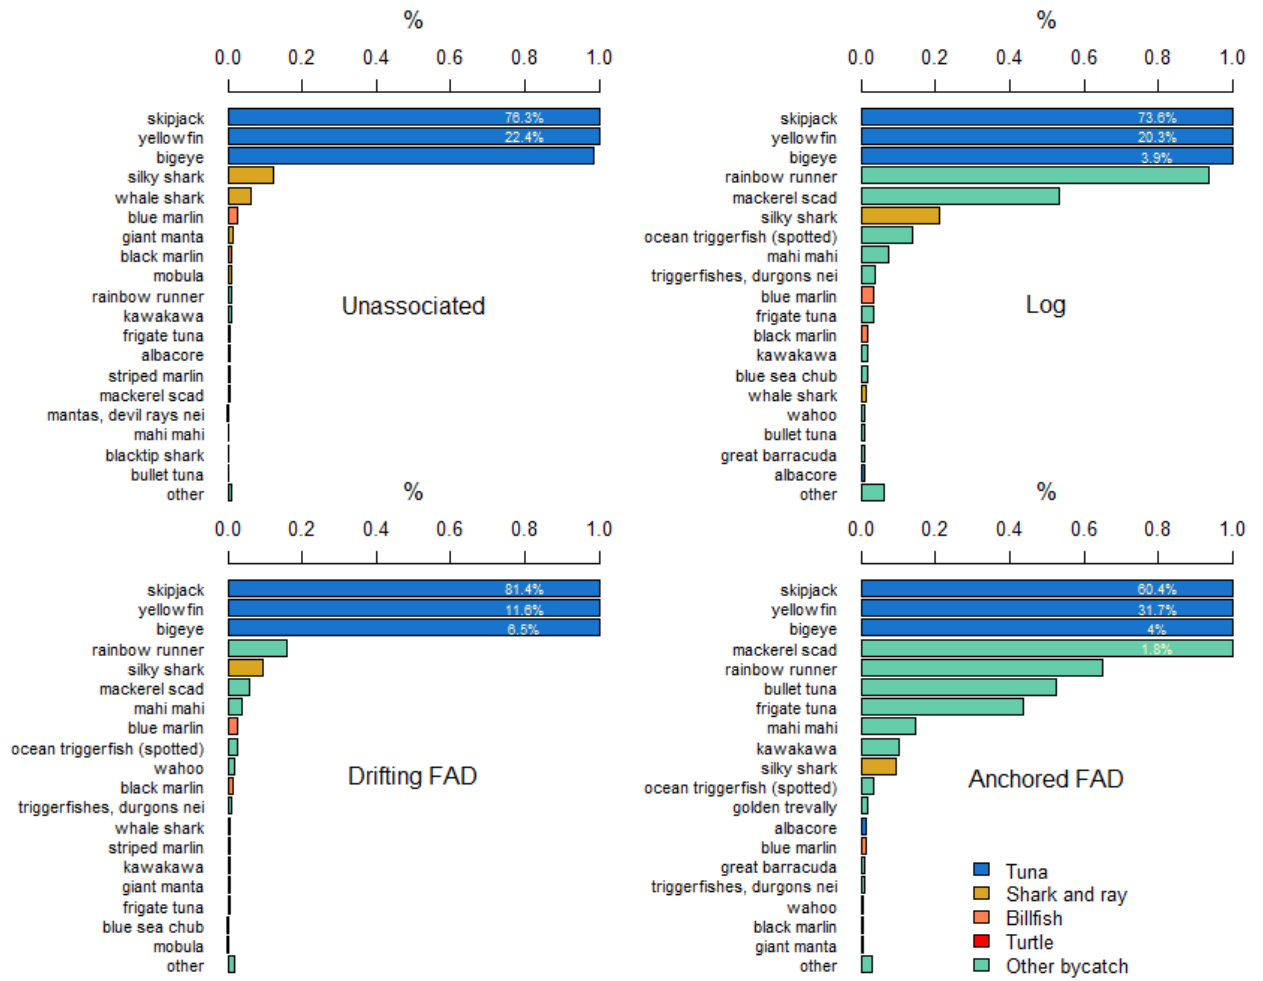 %
0.0 0.2 0.4 0.6 0.8 1.0
skipjack 76.3%
yellowfin 22.4%
bigeye
silky shark
whale shark
blue marlin
giant manta
black marlin
mobula
rainbow runner
kawakawa
frigate tuna
albacore
striped marlin
mackerel scad
mantas, devil rays nei
mahi mahi
blacktip shark
bullet tuna
other
Unassociated
%
0.0 0.2 0.4 0.6 0.8 1.0
skipjack 73.6%
yellowfin 20.3%
bigeye 3.9%
rainbow runner
mackerel scad
silky shark
ocean triggerfish (spotted)
mahi mahi
triggerfishes, durgons nei
blue marlin
frigate tuna
black marlin
kawakawa
blue sea chub
whale shark
wahoo
bullet tuna
great barracuda
albacore
other
Log
%
0.0 0.2 0.4 0.6 0.8 1.0
skipjack 81.4%
yellowfin 11.6%
bigeye 6.5%
rainbow runner
silky shark
mackerel scad
mahi mahi
blue marlin
ocean triggerfish (spotted)
wahoo
black marlin
triggerfishes, durgons nei
whale shark
striped marlin
kawakawa
giant manta
frigate tuna
blue sea chub
mobula
other
Drifting FAD
%
0.0 0.2 0.4 0.6 0.8 1.0
skipjack 60.4%
yellowfin 31.7%
bigeye 4%
mackerel scad 1.8%
rainbow runner
bullet tuna
frigate tuna
mahi mahi
kawakawa
silky shark
ocean triggerfish (spotted)
golden trevally
albacore
blue marlin
great barracuda
triggerfishes, durgons nei
wahoo
black marlin
giant manta
other
Anchored FAD
Tuna
Shark and ray
Billfish
Turtle
Other bycatch